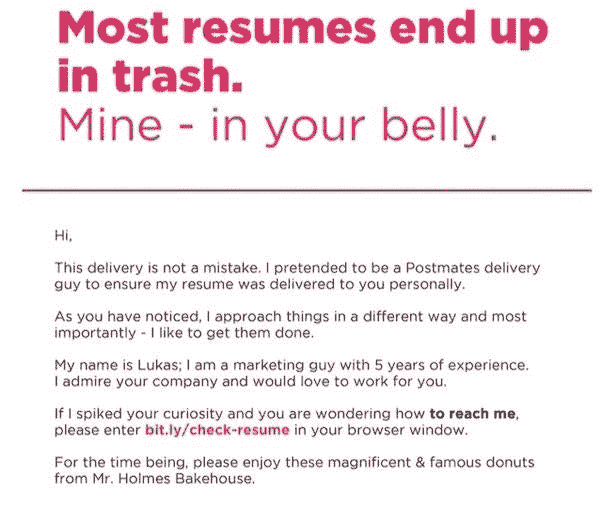 Most resumes end up
in trash.
Mine - in your belly.
Hi,
This delivery is not a mistake. I pretended to be a Postmates delivery
guy to ensure my resume was delivered to you personally.
As you have noticed, I approach things in a different way and most
importantly - I like to get them done.
My name is Lukas; I am a marketing guy with 5 years of experience.
I admire your company and would love to work for you.
If I spiked your curiosity and you are wondering how to reach me,
please enter bit.ly/check-resume in your browser window.
For the time being, please enjoy these magnificent & famous donuts
from Mr. Holmes Bakehouse.